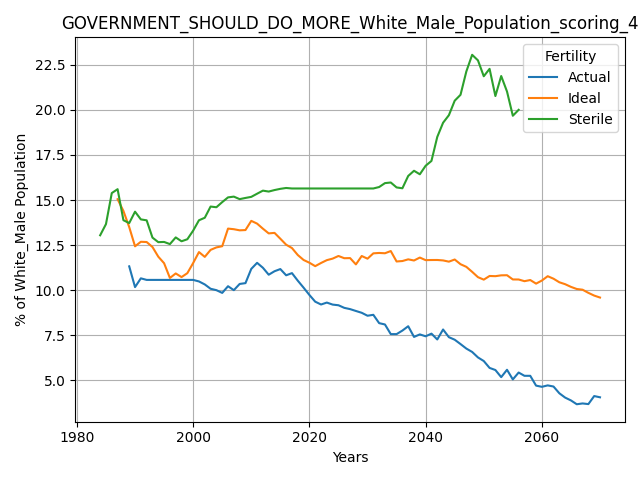 GOVERNMENT_SHOULD_DO_MORE_White_Male_Population_scoring_4
% of White_Male Population
22.5
20.0
17.5
15.0
12.5
10.0
7.5
5.0
Fertility
Actual
Ideal
Sterile
1980
2000
2020
2040
2060
Years